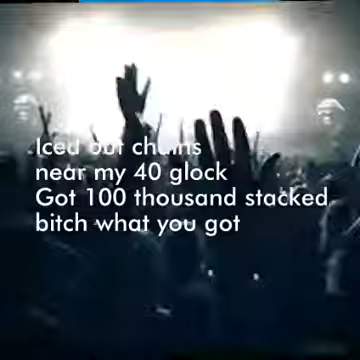 Iced out chains
near my 40 glock
Got 100 thousand stacked
bitch what you got